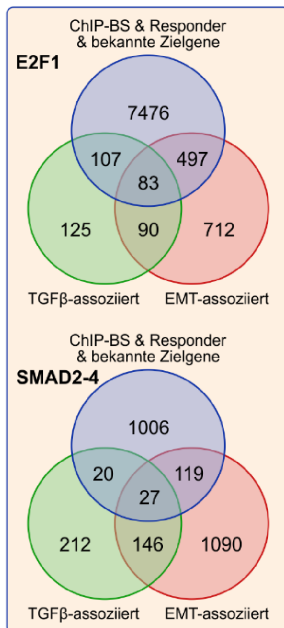 ChIP-BS & Responder
& bekannte Zielgene
E2F1
7476
107
497
83
125
90
712
TGFβ-assoziiert
EMT-assoziiert
ChIP-BS & Responder
& bekannte Zielgene
SMAD2-4
1006
20
119
27
212
146
1090
TGFβ-assoziiert
EMT-assoziiert